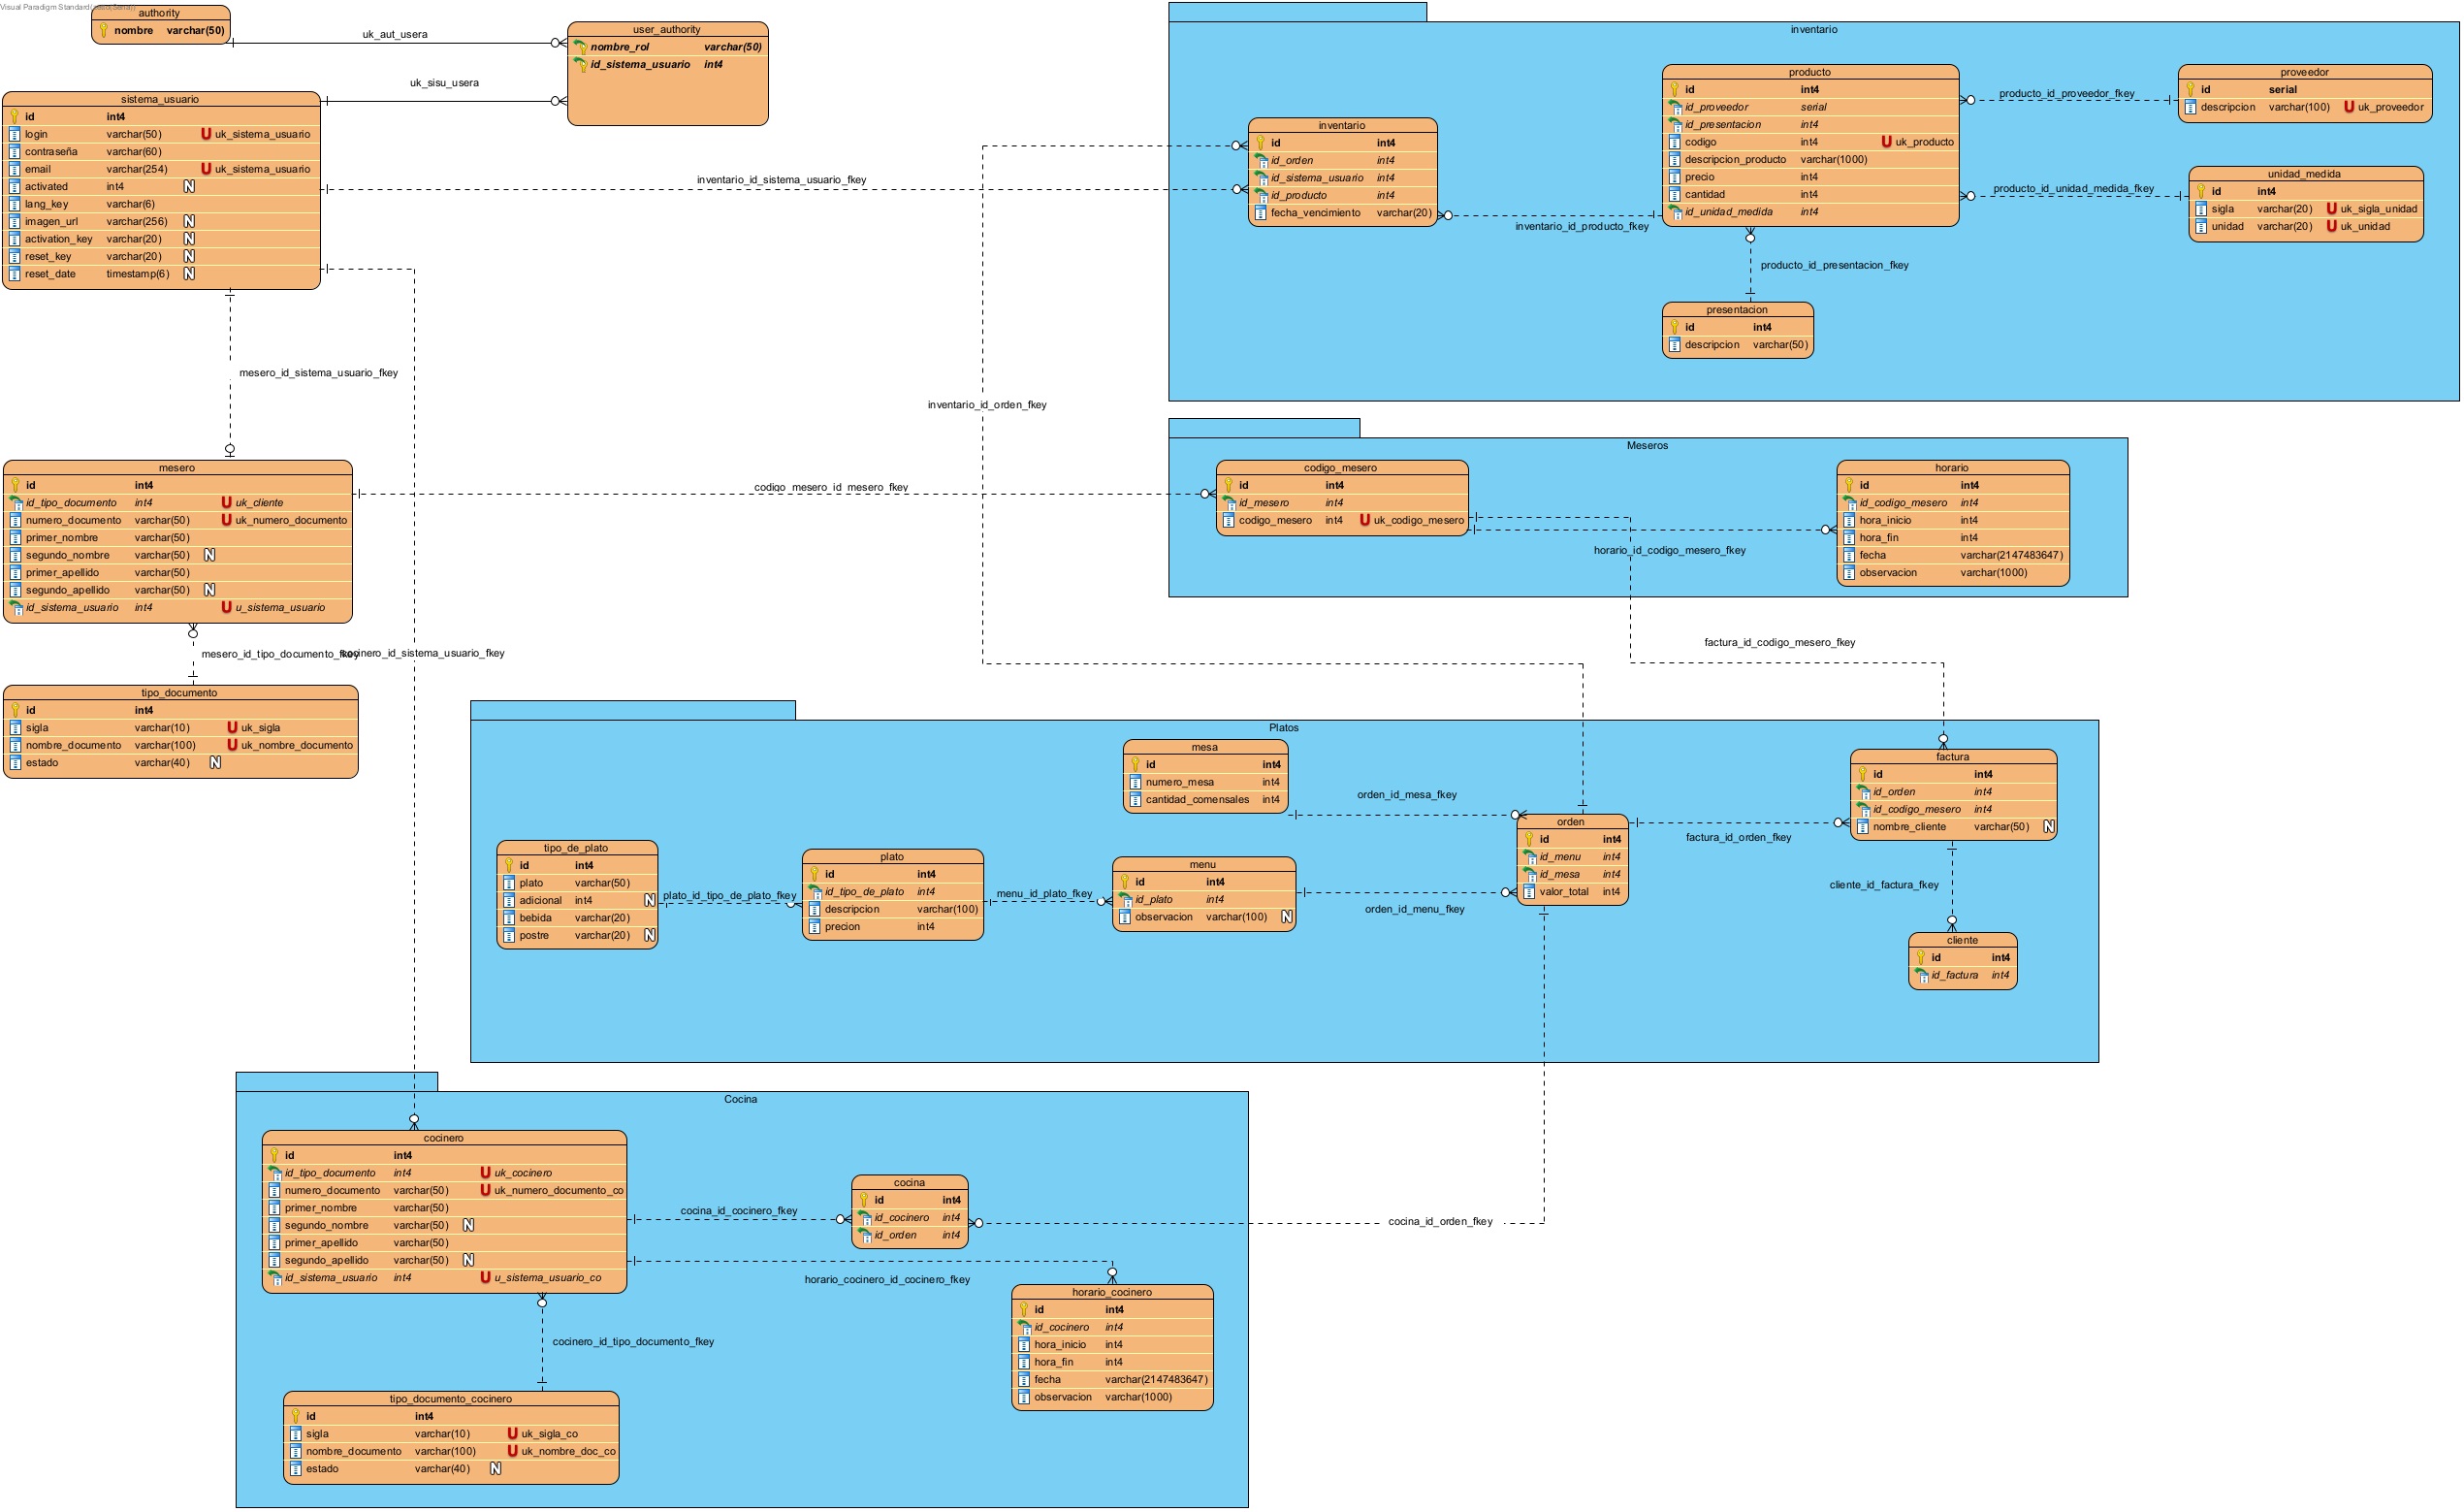 Visual Paradigm Standard
authority
nombre varchar(50)
uk_aut_usera
user_authority
nombre_rol varchar(50)
id_sistema_usuario int4
uk_sisu_usera
sistema_usuario
id int4
login varchar(50) U uk_sistema_usuario
contraseña varchar(60)
email varchar(254) U uk_sistema_usuario
activated int4 N
lang_key varchar(6)
imagen_url varchar(256) N
activation_key varchar(20) N
reset_key varchar(20) N
reset_date timestamp(6) N
inventario_id_sistema_usuario_fkey
mesero_id_sistema_usuario_fkey
inventario_id_orden_fkey
inventario
inventario
id int4
id_orden int4
id_sistema_usuario int4
id_producto int4
fecha_vencimiento varchar(20)
inventario_id_producto_fkey
producto
id int4
id_proveedor serial
id_presentacion int4
codigo int4 U uk_producto
descripcion_producto varchar(1000)
precio int4
cantidad int4
id_unidad_medida int4
producto_id_proveedor_fkey
proveedor
id serial
descripcion varchar(100) U uk_proveedor
producto_id_unidad_medida_fkey
unidad_medida
id int4
sigla varchar(20) U uk_sigla_unidad
unidad varchar(20) U uk_unidad
producto_id_presentacion_fkey
presentacion
id int4
descripcion varchar(50)
mesero
id int4
id_tipo_documento int4 U uk_cliente
numero_documento varchar(50) U uk_numero_documento
primer_nombre varchar(50)
segundo_nombre varchar(50) N
primer_apellido varchar(50)
segundo_apellido varchar(50) N
id_sistema_usuario int4 U u_sistema_usuario
codigo_mesero_id_mesero_fkey
Meseros
codigo_mesero
id int4
id_mesero int4
codigo_mesero int4 U uk_codigo_mesero
horario_id_codigo_mesero_fkey
horario
id int4
id_codigo_mesero int4
hora_inicio int4
hora_fin int4
fecha varchar(2147483647)
observacion varchar(1000)
factura_id_codigo_mesero_fkey
mesero_id_tipo_documento_fkey
cocinero_id_sistema_usuario_fkey
tipo_documento
id int4
sigla varchar(10) U uk_sigla
nombre_documento varchar(100) U uk_nombre_documento
estado varchar(40) N
Platos
mesa
id int4
numero_mesa int4
cantidad_comensales int4
orden_id_mesa_fkey
tipo_de_plato
id int4
plato varchar(50)
adicional int4 N
bebida varchar(20)
postre varchar(20) N
plato_id_tipo_de_plato_fkey
plato
id int4
id_tipo_de_plato int4
descripcion varchar(100)
precion int4
menu_id_plato_fkey
menu
id int4
id_plato int4
observacion varchar(100) N
orden_id_menu_fkey
orden
id int4
id_menu int4
id_mesa int4
valor_total int4
factura_id_orden_fkey
factura
id int4
id_orden int4
id_codigo_mesero int4
nombre_cliente varchar(50) N
cliente_id_factura_fkey
cliente
id int4
id_factura int4
Cocina
cocinero
id int4
id_tipo_documento int4 U uk_cocinero
numero_documento varchar(50) U uk_numero_documento_co
primer_nombre varchar(50)
segundo_nombre varchar(50) N
primer_apellido varchar(50)
segundo_apellido varchar(50) N
id_sistema_usuario int4 U u_sistema_usuario_co
cocina_id_cocinero_fkey
cocina
id int4
id_cocinero int4
id_orden int4
cocina_id_orden_fkey
horario_cocinero_id_cocinero_fkey
horario_cocinero
id int4
id_cocinero int4
hora_inicio int4
hora_fin int4
fecha varchar(2147483647)
observacion varchar(1000)
cocinero_id_tipo_documento_fkey
tipo_documento_cocinero
id int4
sigla varchar(10) U uk_sigla_co
nombre_documento varchar(100) U uk_nombre_doc_co
estado varchar(40) N